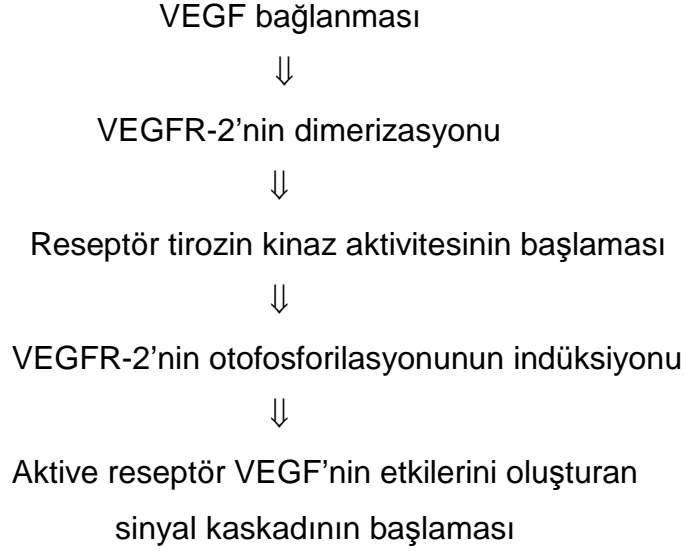 VEGF bağlanması
⇓
VEGFR-2’nin dimerizasyonu
⇓
Reseptör tirozin kinaz aktivitesinin başlaması
⇓
VEGFR-2’nin otofosforilasyonunun indüksiyonu
⇓
Aktive reseptör VEGF’nin etkilerini oluşturan
sinyal kaskadının başlaması